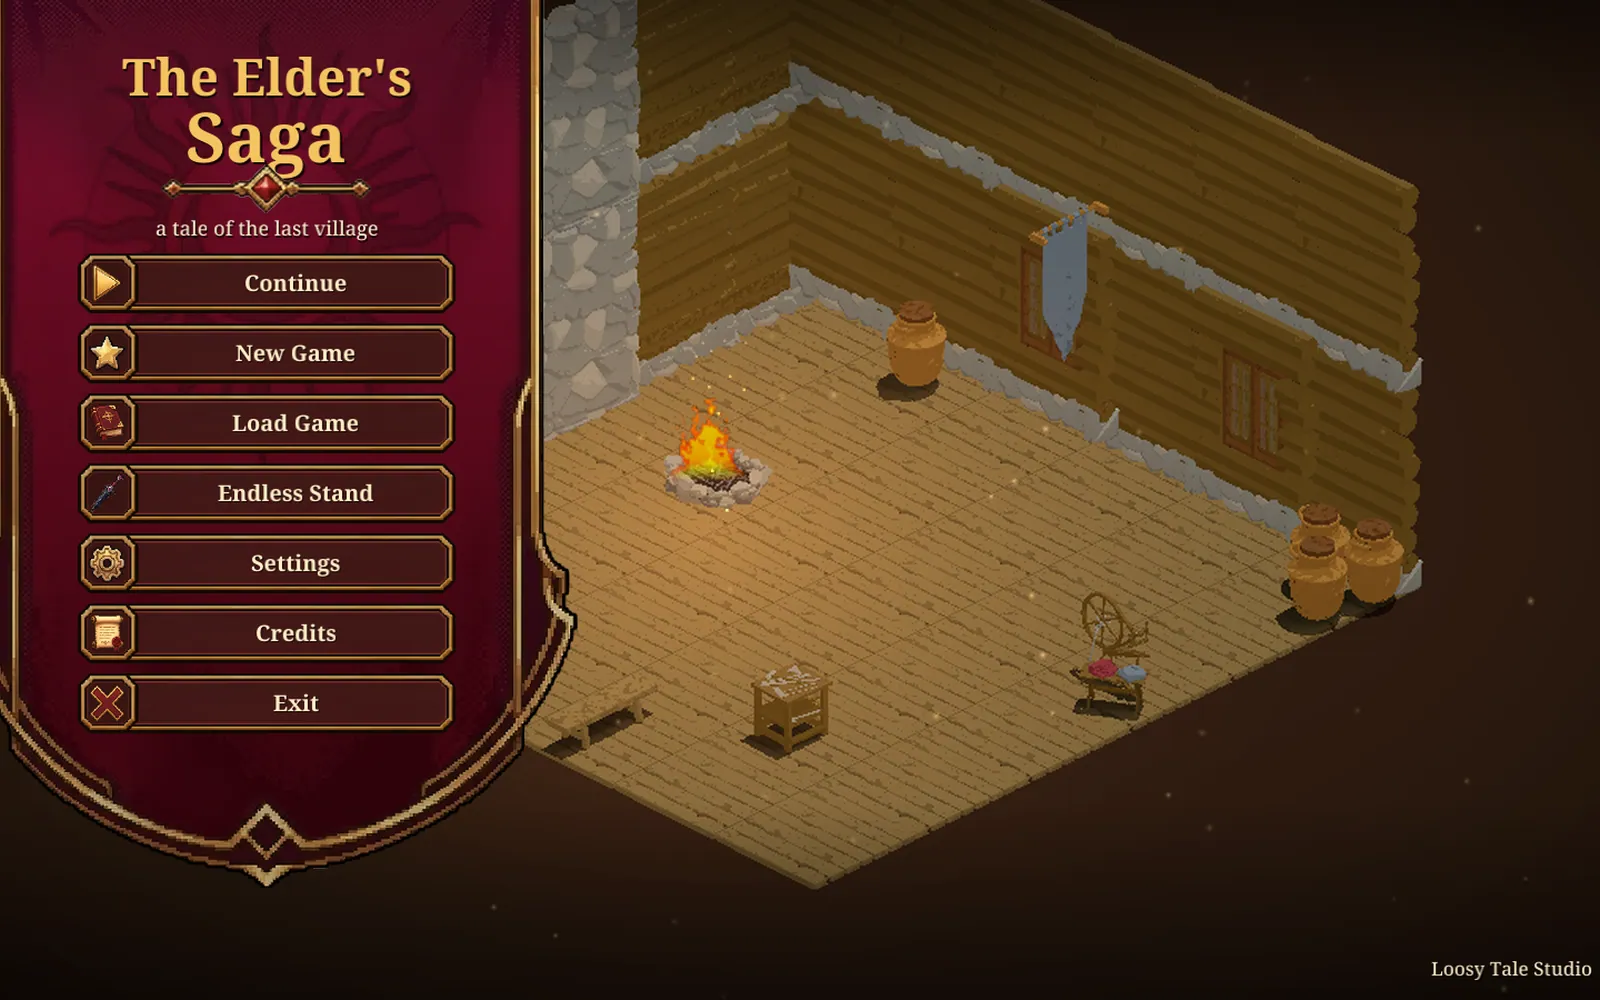 The Elder's
Saga
a tale of the last village
Continue
New Game
Load Game
Endless Stand
Settings
Credits
Exit
Loosy Tale Studio